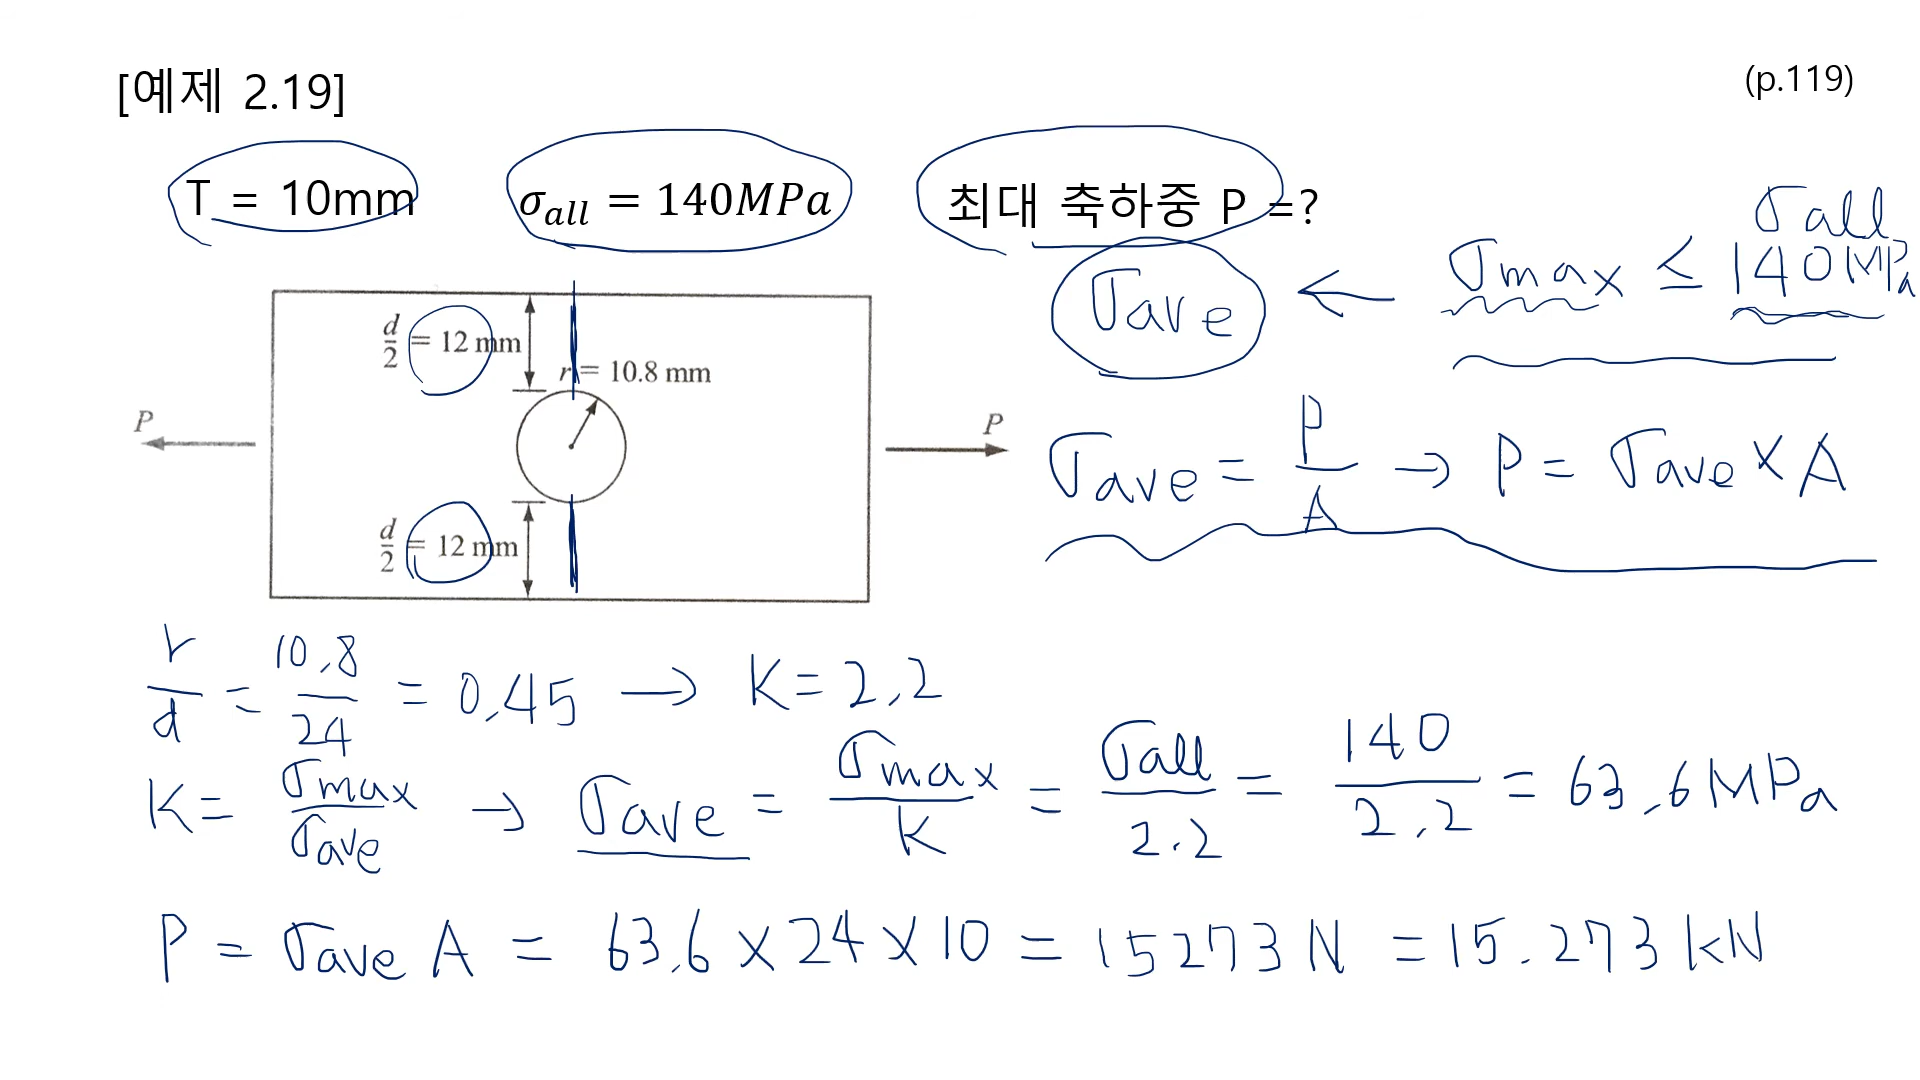 [예제 2.19]
(p.119)
T = 10mm σ_all = 140MPa 최대 축하중 P =?
σall
σave ← σmax ≤ 140MPa
d/2 = 12 mm
r = 10.8 mm
P
P
d/2 = 12 mm
σave = P/A → P = σave × A
r/d = 10.8/24 = 0.45 → K = 2.2
K = σmax/σave → σave = σmax/K = σall/2.2 = 140/2.2 = 63.6MPa
P = σave A = 63.6 × 24 × 10 = 15273 N = 15.273 kN